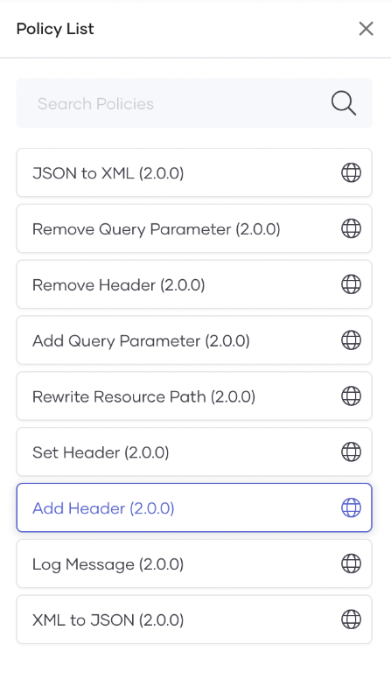 Policy List
Search Policies
JSON to XML (2.0.0)
Remove Query Parameter (2.0.0)
Remove Header (2.0.0)
Add Query Parameter (2.0.0)
Rewrite Resource Path (2.0.0)
Set Header (2.0.0)
Add Header (2.0.0)
Log Message (2.0.0)
XML to JSON (2.0.0)